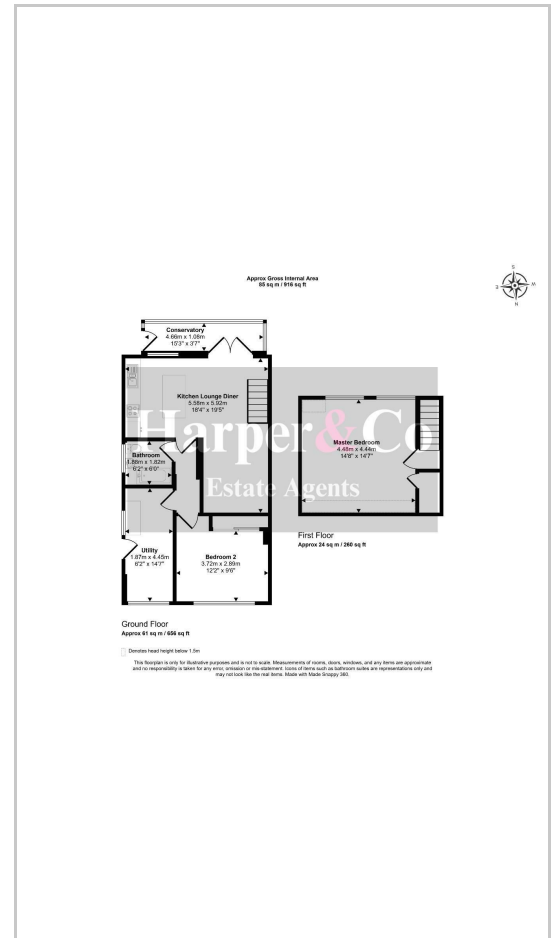 Approx Gross Internal Area
85 sq m / 916 sq ft
S
E
W
N
Conservatory
4.66m x 1.08m
15'3" x 3'7"
Kitchen Lounge Diner
5.58m x 5.92m
18'4" x 19'5"
Harper&Co
Estate Agents
Bathroom
1.88m x 1.82m
6'2" x 6'0"
Master Bedroom
4.48m x 4.44m
14'8" x 14'7"
Utility
1.87m x 4.45m
6'2" x 14'7"
Bedroom 2
3.72m x 2.89m
12'2" x 9'6"
First Floor
Approx 24 sq m / 260 sq ft
Ground Floor
Approx 61 sq m / 656 sq ft
Denotes head height below 1.5m
This floorplan is only for illustrative purposes and is not to scale. Measurements of rooms, doors, windows, and any items are approximate
and no responsibility is taken for any error, omission or mis-statement. Icons of items such as bathroom suites are representations only and
may not look like the real items. Made with Made Snappy 360.